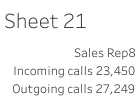 Sheet 21
Sales Rep8
Incoming calls 23,450
Outgoing calls 27,249